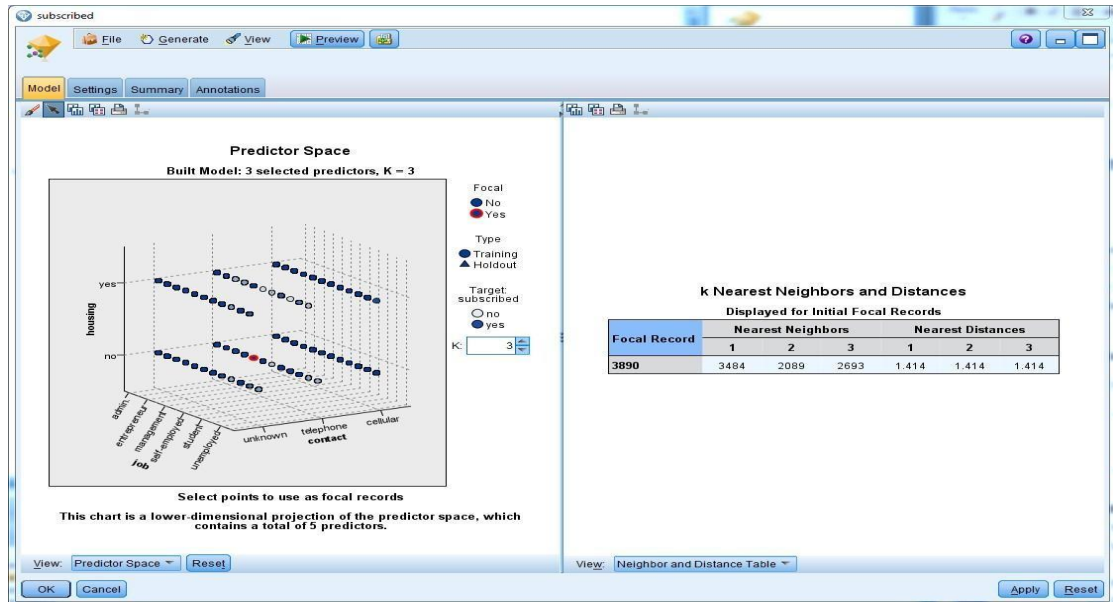 subscribed
File Generate View Preview
Model Settings Summary Annotations
Predictor Space
Built Model: 3 selected predictors, K = 3
Focal
No
Yes
Type
Training
Holdout
Target:
subscribed
no
yes
K: 3
housing
yes
no
admin.
entrepreneur
management
self-employed
student
unemployed
job
unknown
telephone
cellular
contact
Select points to use as focal records
This chart is a lower-dimensional projection of the predictor space, which
contains a total of 5 predictors.
View: Predictor Space Reset
k Nearest Neighbors and Distances
Displayed for Initial Focal Records
Focal Record Nearest Neighbors Nearest Distances
1 2 3 1 2 3
3890 3484 2089 2693 1.414 1.414 1.414
View: Neighbor and Distance Table
OK Cancel Apply Reset